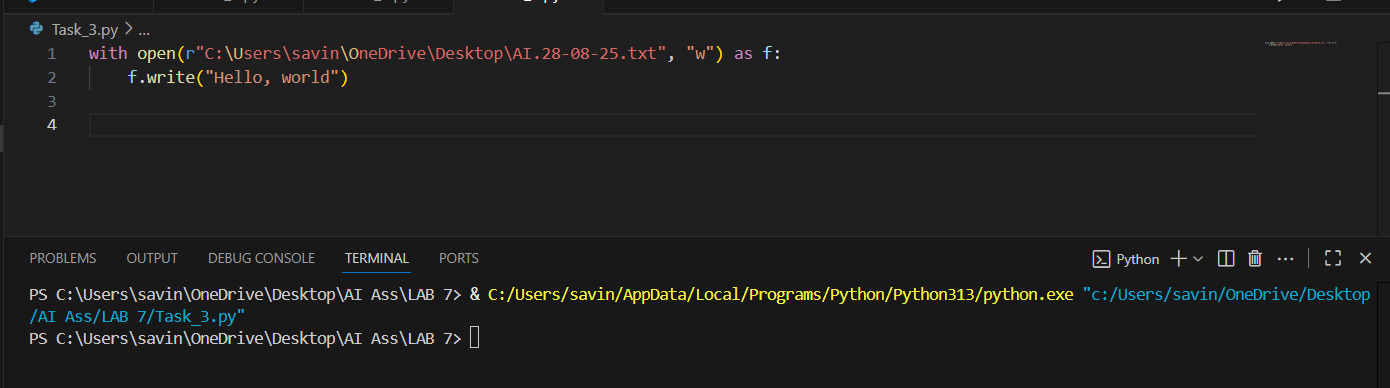 Task_3.py > ...
1 with open(r"C:\Users\savin\OneDrive\Desktop\AI.28-08-25.txt", "w") as f:
2 f.write("Hello, world")
3
4
PROBLEMS OUTPUT DEBUG CONSOLE TERMINAL PORTS Python
PS C:\Users\savin\OneDrive\Desktop\AI Ass\LAB 7> & C:/Users/savin/AppData/Local/Programs/Python/Python313/python.exe "c:/Users/savin/OneDrive/Desktop
/AI Ass/LAB 7/Task_3.py"
PS C:\Users\savin\OneDrive\Desktop\AI Ass\LAB 7>